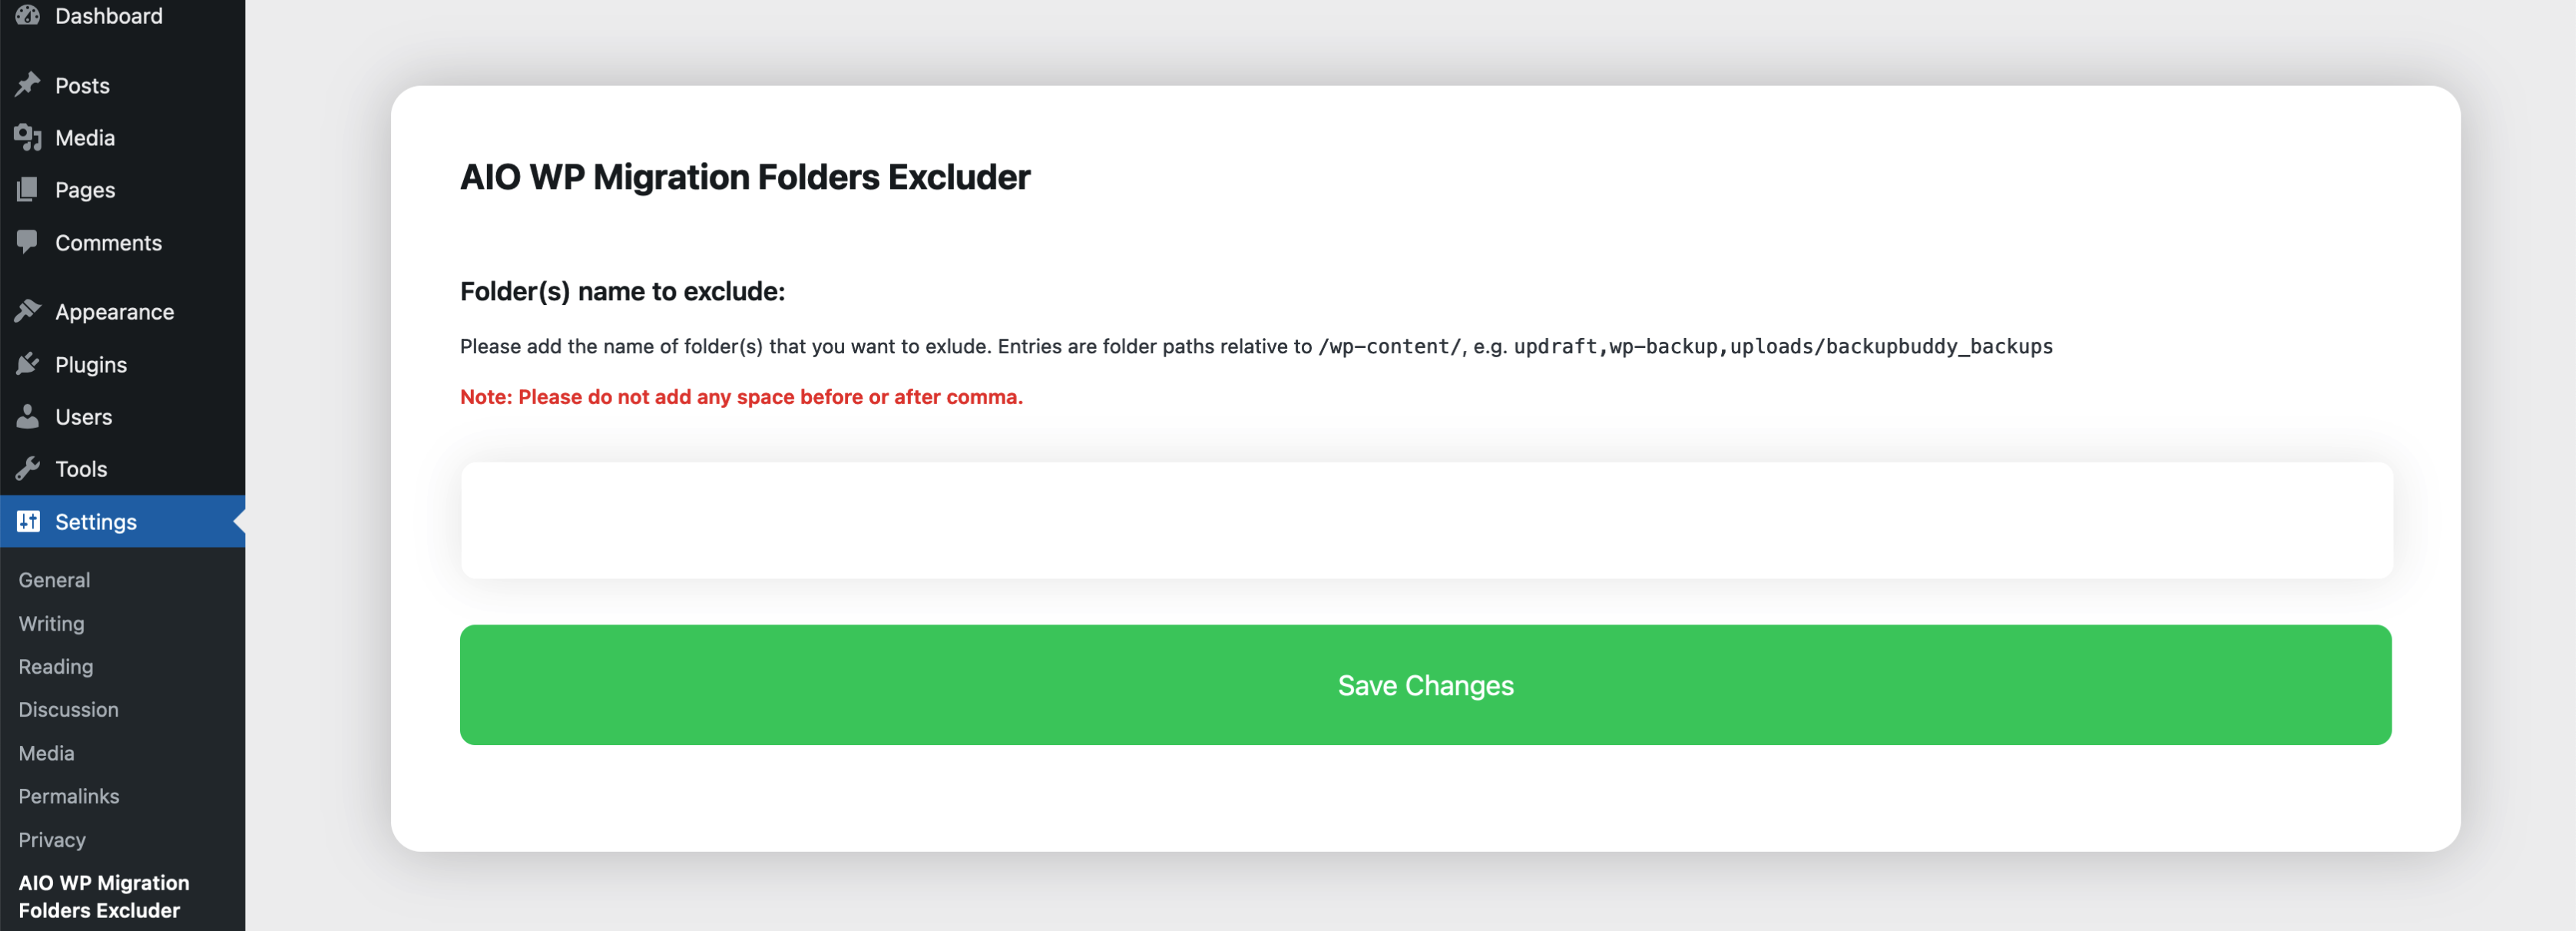 Dashboard
Posts
Media
Pages
Comments
Appearance
Plugins
Users
Tools
Settings
General
Writing
Reading
Discussion
Media
Permalinks
Privacy
AIO WP Migration
Folders Excluder
AIO WP Migration Folders Excluder
Folder(s) name to exclude:
Please add the name of folder(s) that you want to exlude. Entries are folder paths relative to /wp-content/, e.g. updraft,wp-backup,uploads/backupbuddy_backups
Note: Please do not add any space before or after comma.
Save Changes